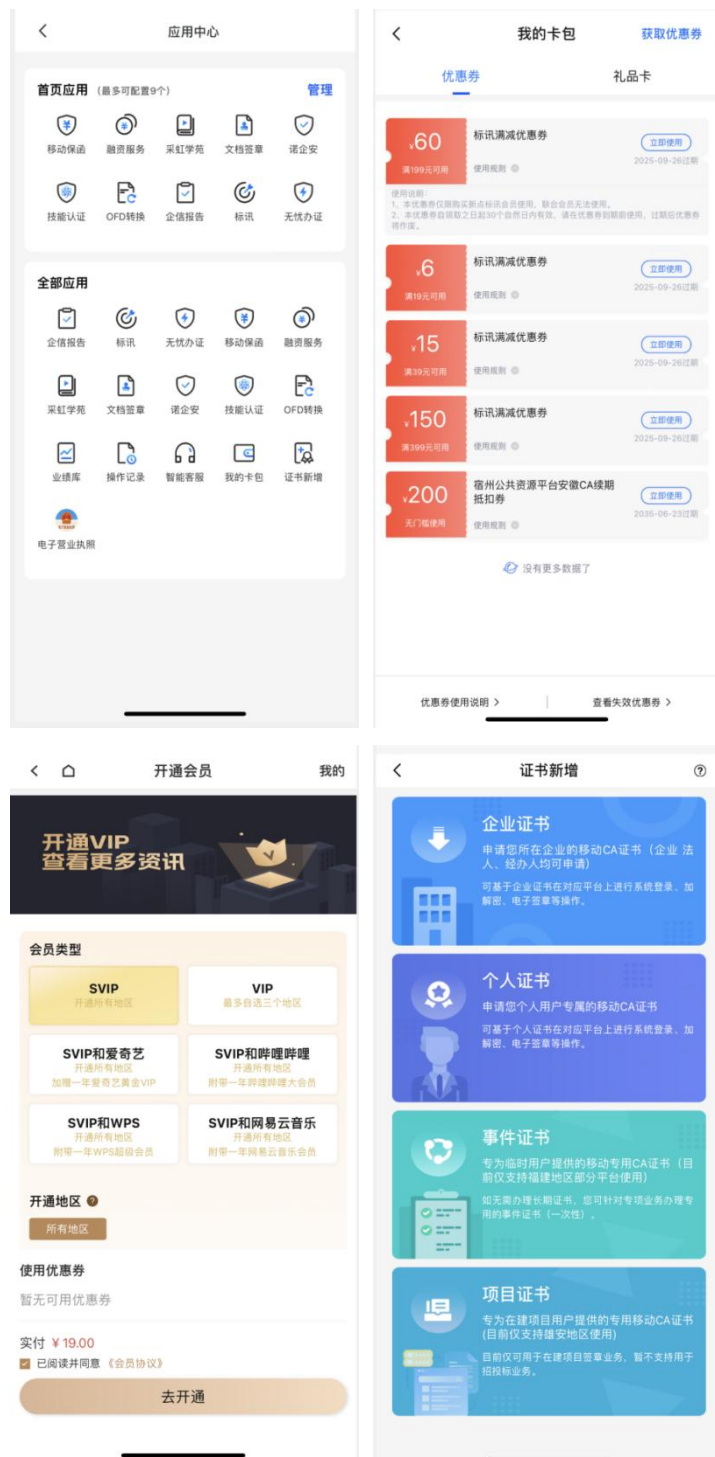 应用中心
首页应用 (最多可配置9个) 管理
移动保函 融资服务 采虹学苑 文档签章 诺企安
技能认证 OFD转换 企信报告 标讯 无忧办证
全部应用
企信报告 标讯 无忧办证 移动保函 融资服务
采虹学苑 文档签章 诺企安 技能认证 OFD转换
业绩库 操作记录 智能客服 我的卡包 证书新增
电子营业执照
我的卡包 获取优惠券
优惠券 礼品卡
¥60 标讯满减优惠券 立即使用
满199元可用 使用规则 2025-09-26过期
使用说明：
1、本优惠券仅限购买新点标讯会员使用，联合会员无法使用。
2、本优惠券自领取之日起30个自然日内有效，请在优惠券到期前使用，过期后优惠券
将作废。
¥6 标讯满减优惠券 立即使用
满19元可用 使用规则 2025-09-26过期
¥15 标讯满减优惠券 立即使用
满39元可用 使用规则 2025-09-26过期
¥150 标讯满减优惠券 立即使用
满399元可用 使用规则 2025-09-26过期
¥200 宿州公共资源平台安徽CA续期
抵扣券 立即使用
无门槛使用 使用规则 2035-06-23过期
没有更多数据了
优惠券使用说明 > 查看失效优惠券 >
开通会员 我的
开通VIP
查看更多资讯
会员类型
SVIP VIP
开通所有地区 最多自选三个地区
SVIP和爱奇艺 SVIP和哔哩哔哩
开通所有地区 开通所有地区
加赠一年爱奇艺黄金VIP 附带一年哔哩哔哩大会员
SVIP和WPS SVIP和网易云音乐
开通所有地区 开通所有地区
附带一年WPS超级会员 附带一年网易云音乐会员
开通地区 ?
所有地区
使用优惠券
暂无可用优惠券
实付 ¥19.00
已阅读并同意《会员协议》
去开通
证书新增 ?
企业证书
申请您所在企业的移动CA证书（企业 法
人、经办人均可申请）
可基于企业证书在对应平台上进行系统登录、加
解密、电子签章等操作。
个人证书
申请您个人用户专属的移动CA证书
可基于个人证书在对应平台上进行系统登录、加
解密、电子签章等操作。
事件证书
专为临时用户提供的移动专用CA证书（目
前仅支持福建地区部分平台使用）
如无需办理长期证书，您可针对专项业务办理专
用的事件证书（一次性）。
项目证书
专为在建项目用户提供的专用移动CA证书
(目前仅支持雄安地区使用)
目前仅可用于在建项目签章业务，暂不支持用于
招投标业务。